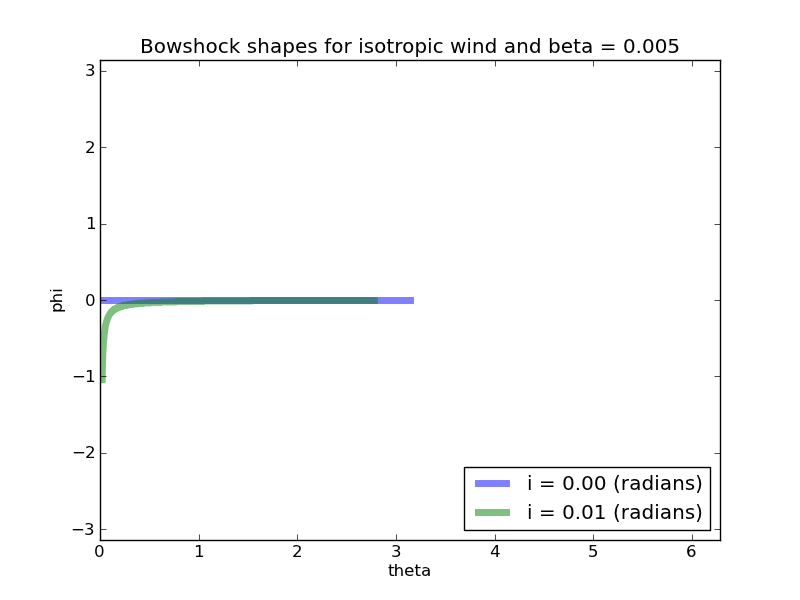 Bowshock shapes for isotropic wind and beta = 0.005
3
2
1
0
−1
−2
−3
phi
0 1 2 3 4 5 6
theta
i = 0.00 (radians)
i = 0.01 (radians)